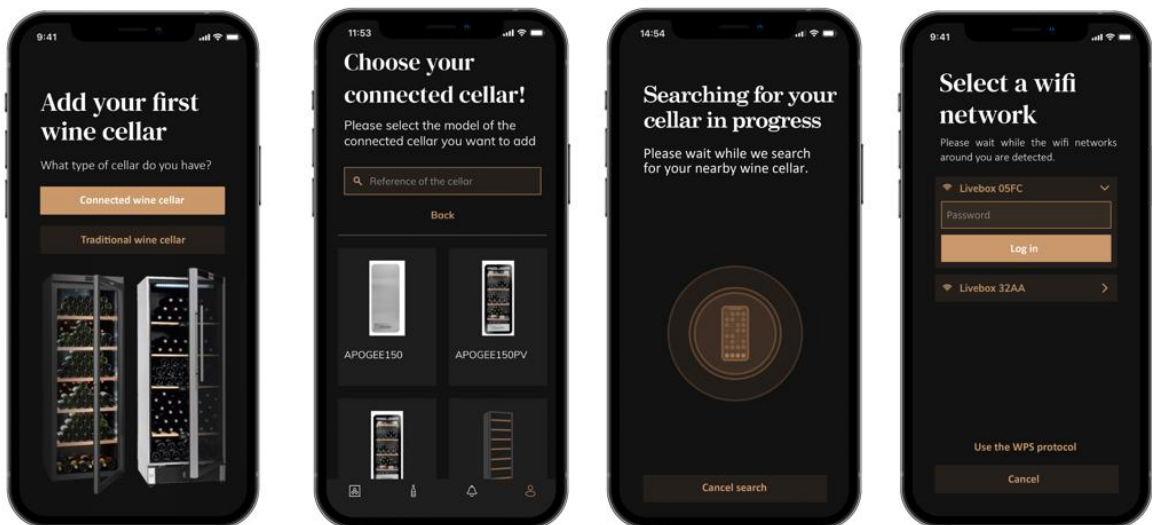 9:41
Add your first
wine cellar
What type of cellar do you have?
Connected wine cellar
Traditional wine cellar
11:53
Choose your
connected cellar!
Please select the model of the
connected cellar you want to add
Reference of the cellar
Back
APOGEE150
APOGEE150PV
14:54
Searching for your
cellar in progress
Please wait while we search
for your nearby wine cellar.
Cancel search
9:41
Select a wifi
network
Please wait while the wifi networks
around you are detected.
Livebox 05FC
Password
Log in
Livebox 32AA
Use the WPS protocol
Cancel